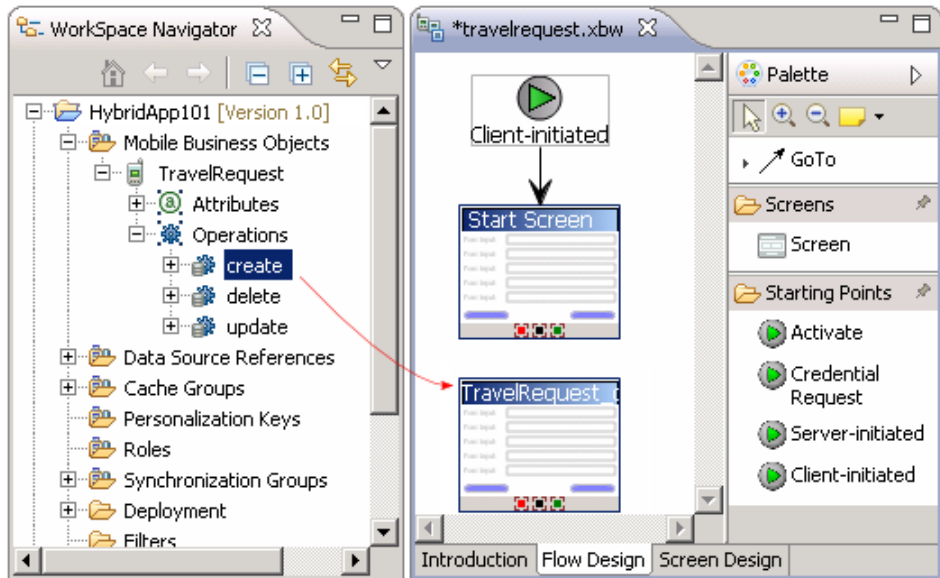 WorkSpace Navigator
HybridApp101 [Version 1.0]
Mobile Business Objects
TravelRequest
Attributes
Operations
create
delete
update
Data Source References
Cache Groups
Personalization Keys
Roles
Synchronization Groups
Deployment
Filters
*travelrequest.xbw
Client-initiated
Start Screen
TravelRequest_c
Introduction
Flow Design
Screen Design
Palette
GoTo
Screens
Screen
Starting Points
Activate
Credential
Request
Server-initiated
Client-initiated